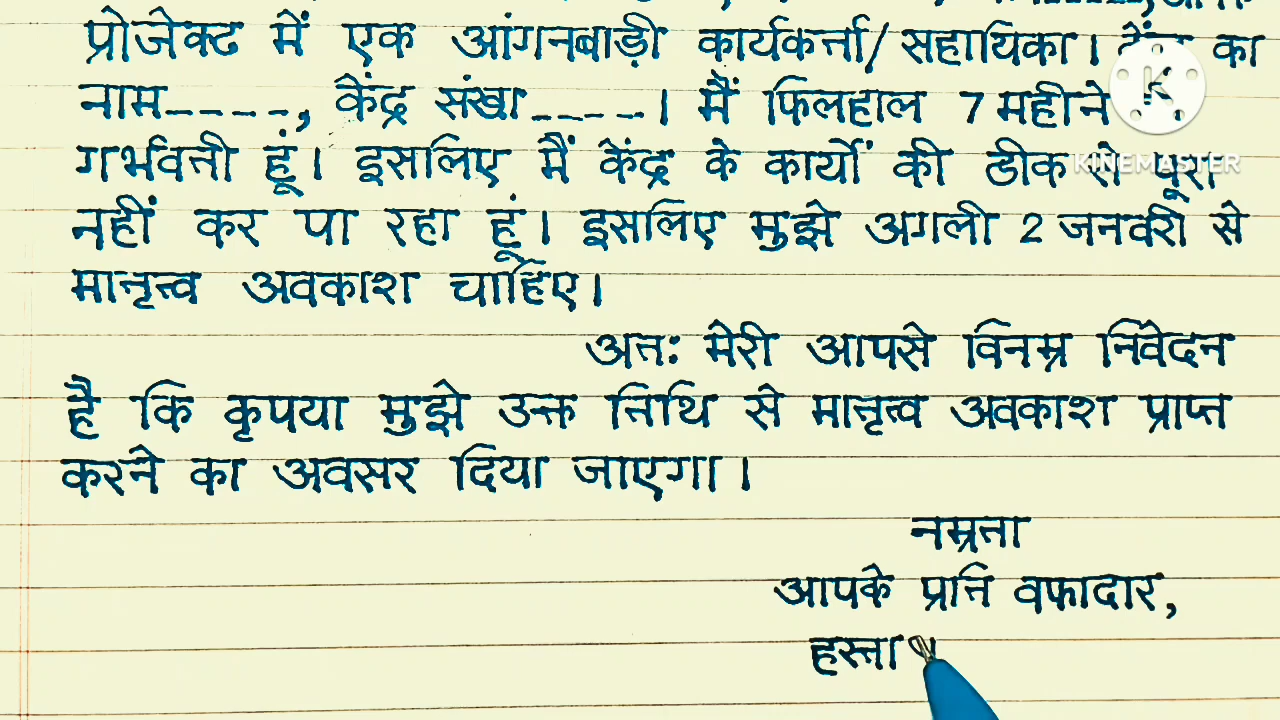 प्रोजेक्ट में एक आंगनबाड़ी कार्यकर्त्ता/सहायिका। का
नाम----, केंद्र संखा----। मैं फिलहाल 7 महीने
गर्भवती हूं। इसलिए मैं केंद्र के कार्यों की ठीक से पूरा
नहीं कर पा रहा हूं। इसलिए मुझे अगली 2 जनवरी से
मातृत्व अवकाश चाहिए।
अतः मेरी आपसे विनम्र निवेदन
है कि कृपया मुझे उक्त तिथि से मातृत्व अवकाश प्राप्त
करने का अवसर दिया जाएगा।
नम्रता
आपके प्रति वफादार,
हस्ता
K
KINEMASTER